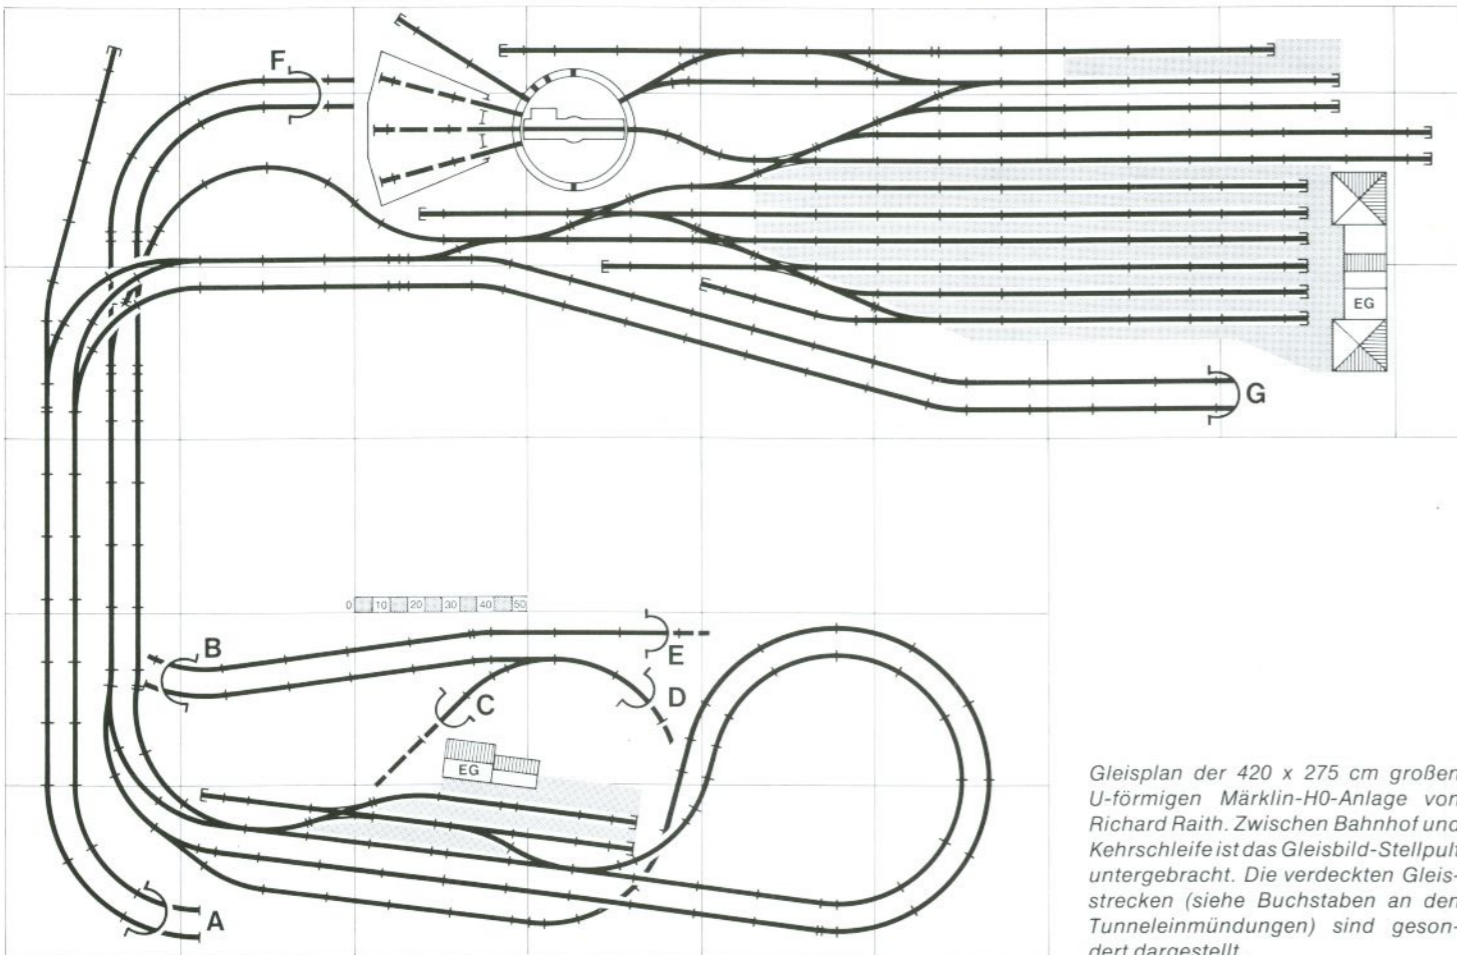 F
EG
G
0 10 20 30 40 50
B
E
C
D
EG
A
Gleisplan der 420 x 275 cm großen
U-förmigen Märklin-H0-Anlage von
Richard Raith. Zwischen Bahnhof und
Kehrschleife ist das Gleisbild-Stellpult
untergebracht. Die verdeckten Gleis-
strecken (siehe Buchstaben an den
Tunneleinmündungen) sind geson-
dert dargestellt.